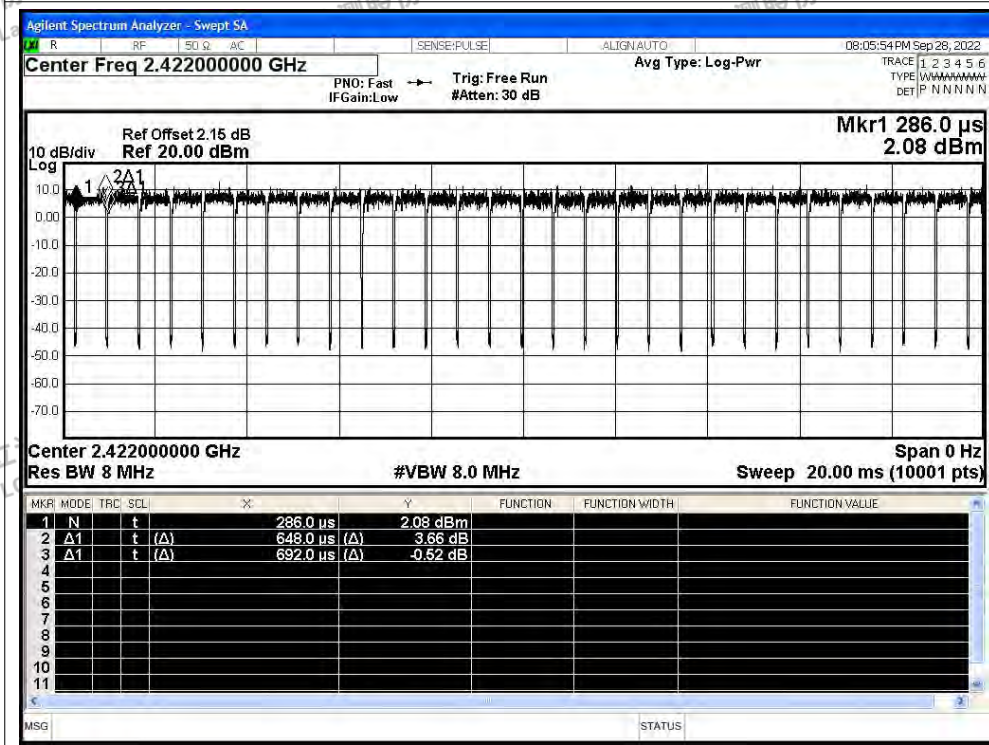 Agilent Spectrum Analyzer - Swept SA
R RF 50 Ω AC SENSE:PULSE ALIGN AUTO 08:05:54 PM Sep 28, 2022
Center Freq 2.422000000 GHz Avg Type: Log-Pwr TRACE 1 2 3 4 5 6
PNO: Fast Trig: Free Run TYPE
IFGain:Low #Atten: 30 dB DET P N N N N N
Mkr1 286.0 µs
Ref Offset 2.15 dB
10 dB/div Ref 20.00 dBm 2.08 dBm
Log
1 2Δ1
10.0
0.00
-10.0
-20.0
-30.0
-40.0
-50.0
-60.0
-70.0
Center 2.422000000 GHz Span 0 Hz
Res BW 8 MHz #VBW 8.0 MHz Sweep 20.00 ms (10001 pts)
MKR MODE TRC SCL X Y FUNCTION FUNCTION WIDTH FUNCTION VALUE
1 N t 286.0 µs 2.08 dBm
2 Δ1 t (Δ) 648.0 µs (Δ) 3.66 dB
3 Δ1 t (Δ) 692.0 µs (Δ) -0.52 dB
4
5
6
7
8
9
10
11
MSG STATUS